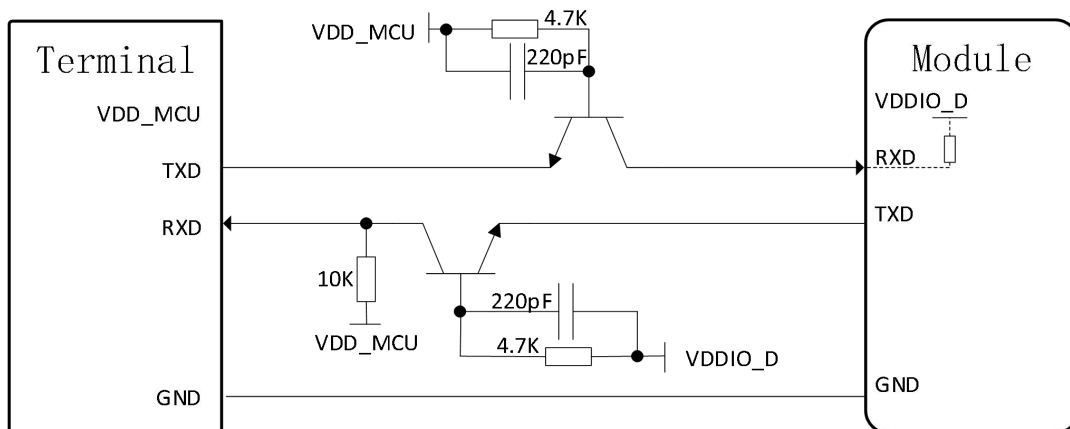 4.7K
VDD_MCU
220pF
Terminal
Module
VDD_MCU
VDDIO_D
TXD
RXD
RXD
TXD
10K
220pF
VDD_MCU
4.7K
VDDIO_D
GND
GND